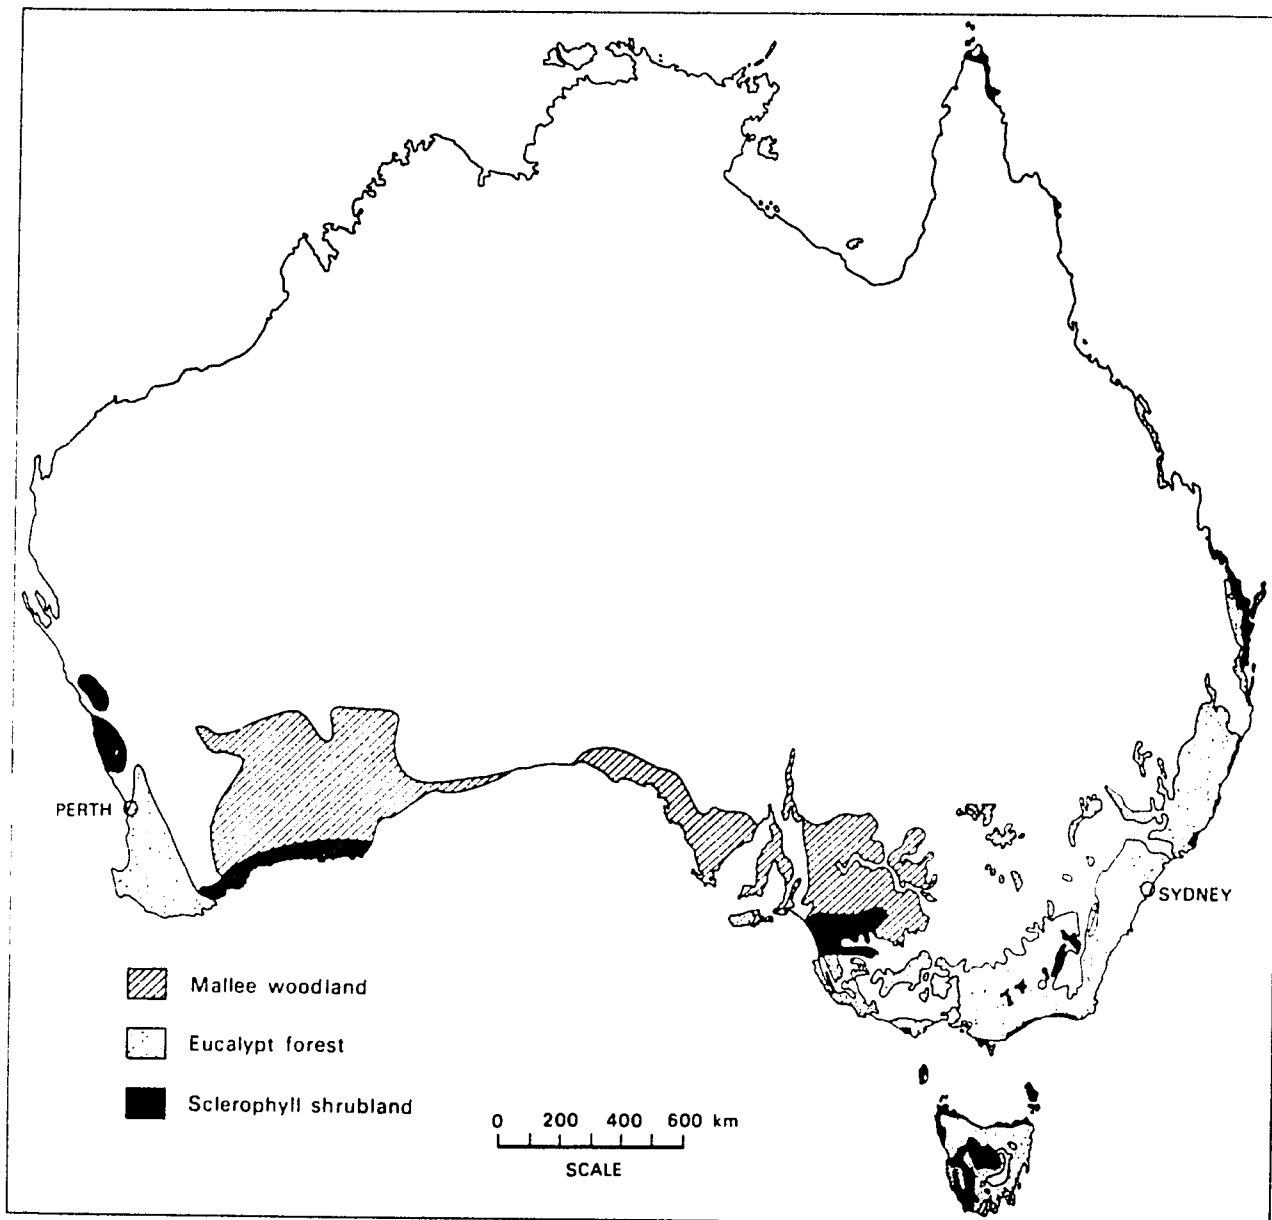 PERTH
SYDNEY
Mallee woodland
Eucalypt forest
Sclerophyll shrubland
0 200 400 600 km
SCALE